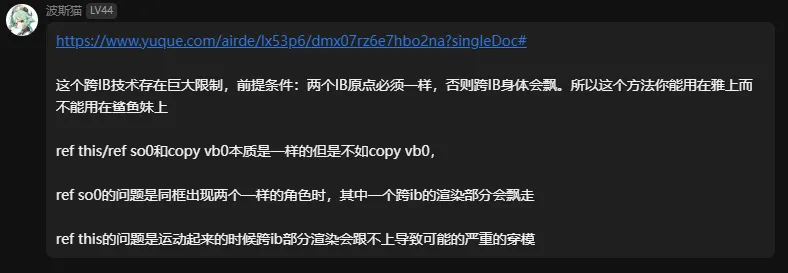 波斯猫 LV44
https://www.yuque.com/airde/lx53p6/dmx07rz6e7hbo2na?singleDoc#
这个跨IB技术存在巨大限制，前提条件：两个IB原点必须一样，否则跨IB身体会飘。所以这个方法你能用在雅上而
不能用在鲨鱼妹上
ref this/ref so0和copy vb0本质是一样的但是不如copy vb0，
ref so0的问题是同框出现两个一样的角色时，其中一个跨ib的渲染部分会飘走
ref this的问题是运动起来的时候跨ib部分渲染会跟不上导致可能的严重的穿模